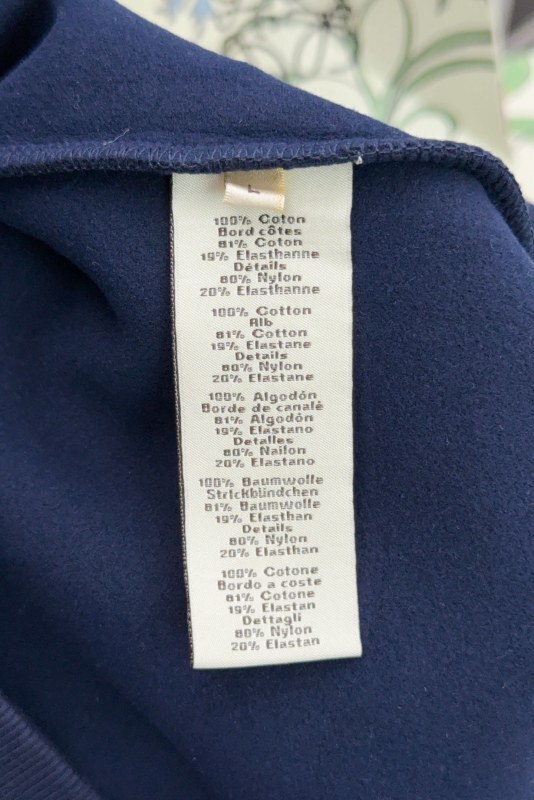 L
100% Coton
Bord côtes
81% Coton
19% Elasthanne
Détails
80% Nylon
20% Elasthanne
100% Cotton
Rib
81% Cotton
19% Elastane
Details
80% Nylon
20% Elastane
100% Algodón
Borde de canalé
81% Algodón
19% Elastano
Detalles
80% Nailon
20% Elastano
100% Baumwolle
Strickbündchen
81% Baumwolle
19% Elasthan
Details
80% Nylon
20% Elasthan
100% Cotone
Bordo a coste
81% Cotone
19% Elastan
Dettagli
80% Nylon
20% Elastan